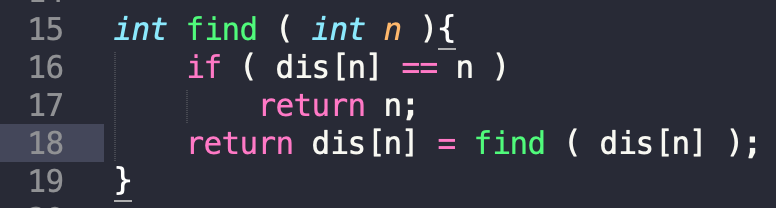 15 int find ( int n ){
16 if ( dis[n] == n )
17 return n;
18 return dis[n] = find ( dis[n] );
19 }